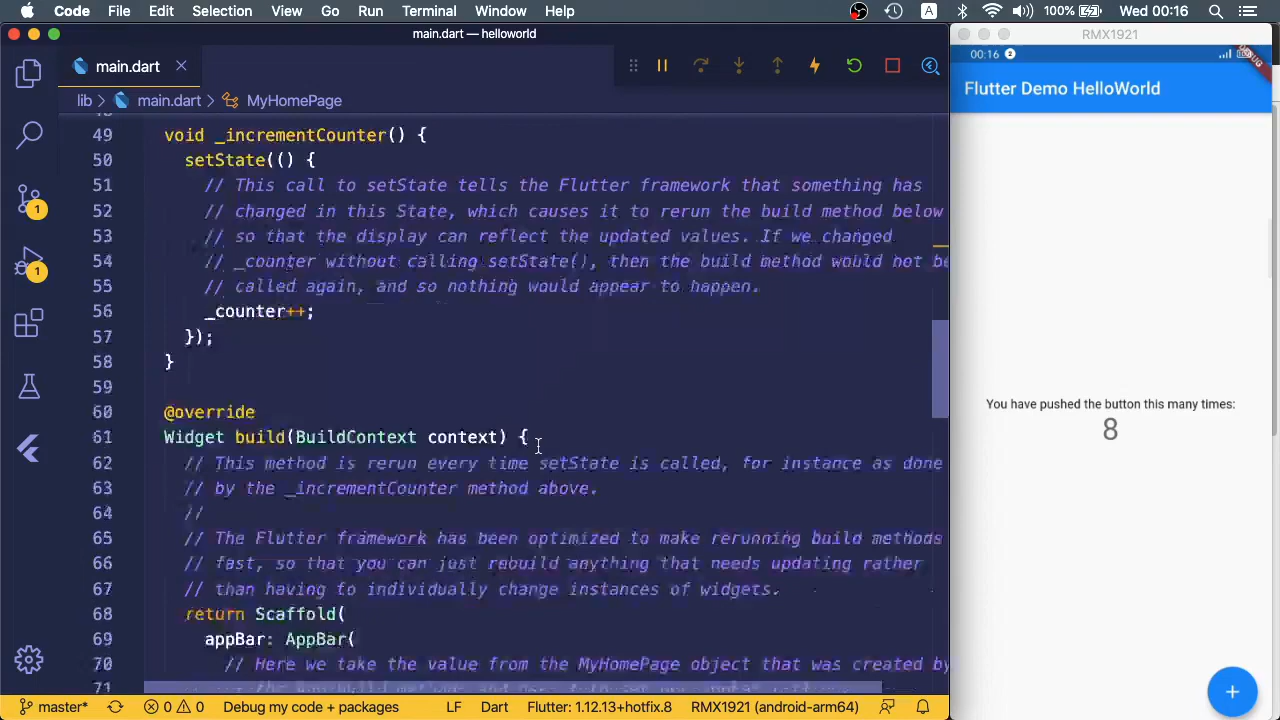 Code File Edit Selection View Go Run Terminal Window Help A 100% Wed 00:16
main.dart — helloworld
RMX1921
main.dart
00:16 2
DEBUG
lib > main.dart > MyHomePage
Flutter Demo HelloWorld
49 void _incrementCounter() {
50 setState(() {
51 // This call to setState tells the Flutter framework that something has
52 // changed in this State, which causes it to rerun the build method below
53 // so that the display can reflect the updated values. If we changed
54 // _counter without calling setState(), then the build method would not be
55 // called again, and so nothing would appear to happen.
56 _counter++;
57 });
58 }
59
60 @override
61 Widget build(BuildContext context) {
62 // This method is rerun every time setState is called, for instance as done
63 // by the _incrementCounter method above.
64 //
65 // The Flutter framework has been optimized to make rerunning build methods
66 // fast, so that you can just rebuild anything that needs updating rather
67 // than having to individually change instances of widgets.
68 return Scaffold(
69 appBar: AppBar(
70 // Here we take the value from the MyHomePage object that was created by
71
1
1
You have pushed the button this many times:
8
+
master* 0 0 Debug my code + packages LF Dart Flutter: 1.12.13+hotfix.8 RMX1921 (android-arm64)